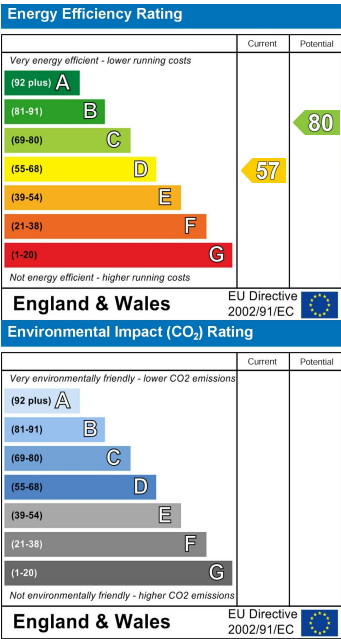 Energy Efficiency Rating
Current Potential
Very energy efficient - lower running costs
(92 plus) A
(81-91) B
80
(69-80) C
(55-68) D
57
(39-54) E
(21-38) F
(1-20) G
Not energy efficient - higher running costs
England & Wales
EU Directive
2002/91/EC
Environmental Impact (CO₂) Rating
Current Potential
Very environmentally friendly - lower CO2 emissions
(92 plus) A
(81-91) B
(69-80) C
(55-68) D
(39-54) E
(21-38) F
(1-20) G
Not environmentally friendly - higher CO2 emissions
England & Wales
EU Directive
2002/91/EC